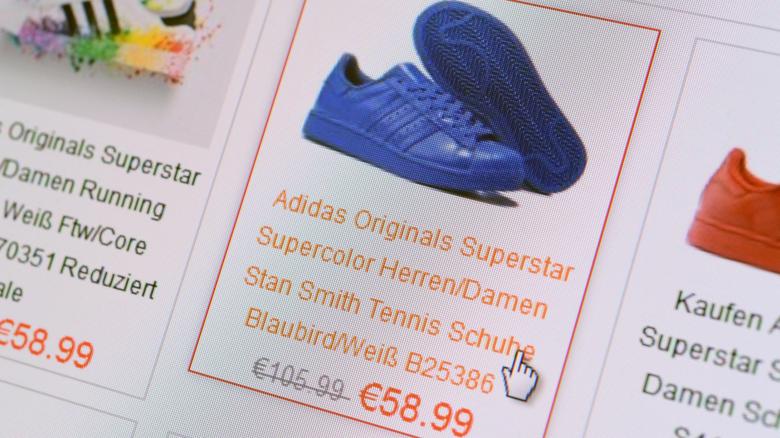 s Originals Superstar
/Damen Running
Weiß Ftw/Core
70351 Reduziert
ale
€58.99
Adidas Originals Superstar
Supercolor Herren/Damen
Stan Smith Tennis Schuhe
Blaubird/Weiß B25386
€105.99 €58.99
Kaufen A
Superstar S
Damen Sc